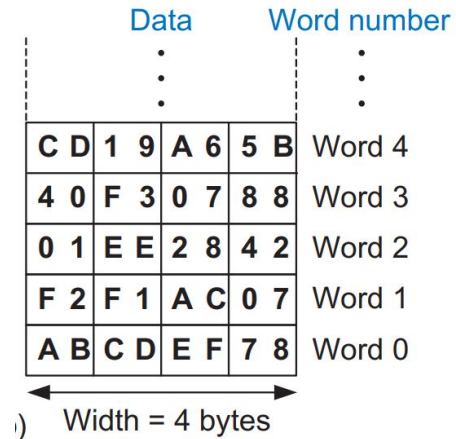 Data Word number
C D 1 9 A 6 5 B Word 4
4 0 F 3 0 7 8 8 Word 3
0 1 E E 2 8 4 2 Word 2
F 2 F 1 A C 0 7 Word 1
A B C D E F 7 8 Word 0
) Width = 4 bytes